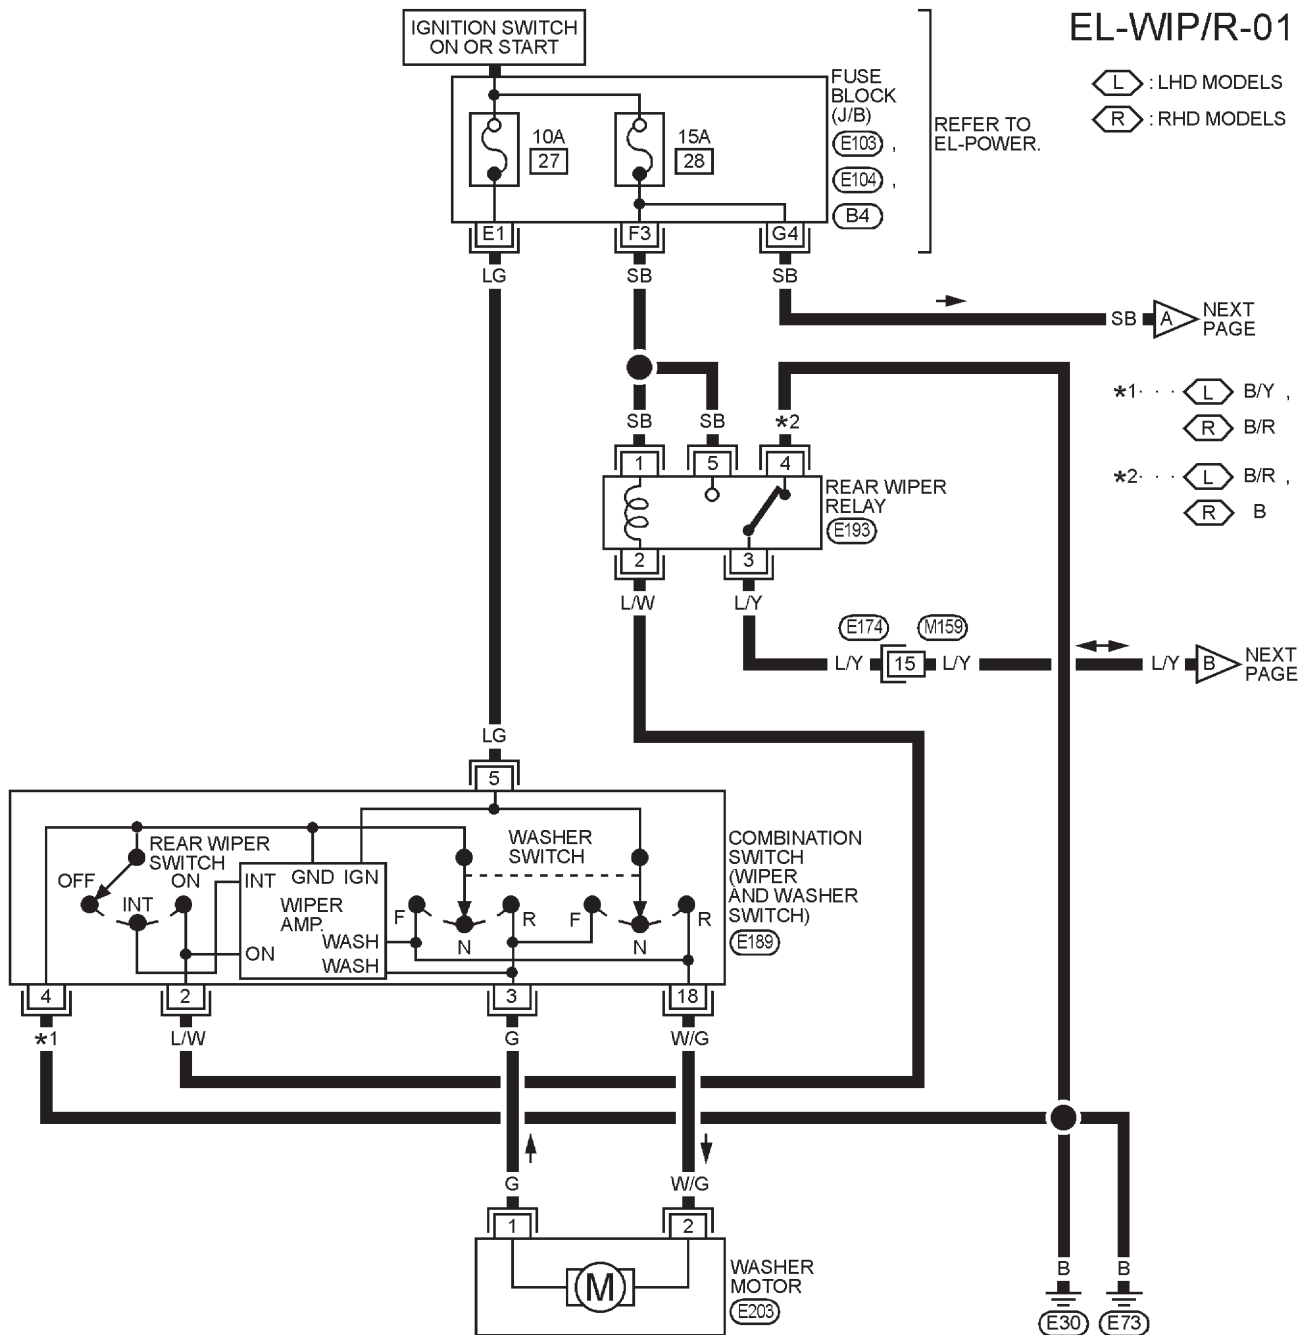 EL-WIP/R-01
IGNITION SWITCH
ON OR START
L : LHD MODELS
R : RHD MODELS
FUSE
BLOCK
(J/B)
E103 ,
E104 ,
B4
REFER TO
EL-POWER.
10A
27
15A
28
E1 F3 G4
LG SB SB
SB A NEXT
PAGE
*1 · · · L B/Y ,
R B/R
*2 · · · L B/R ,
R B
SB SB *2
1 5 4
REAR WIPER
RELAY
E193
2 3
L/W L/Y
E174 M159
L/Y 15 L/Y L/Y B NEXT
PAGE
LG
5
REAR WIPER
SWITCH
OFF INT ON
INT GND IGN
WIPER
AMP.
WASH
ON WASH
WASHER
SWITCH
F N R F N R
COMBINATION
SWITCH
(WIPER
AND WASHER
SWITCH)
E189
4 2 3 18
*1 L/W G W/G
G W/G
1 2
M
WASHER
MOTOR
E203
B B
E30 E73